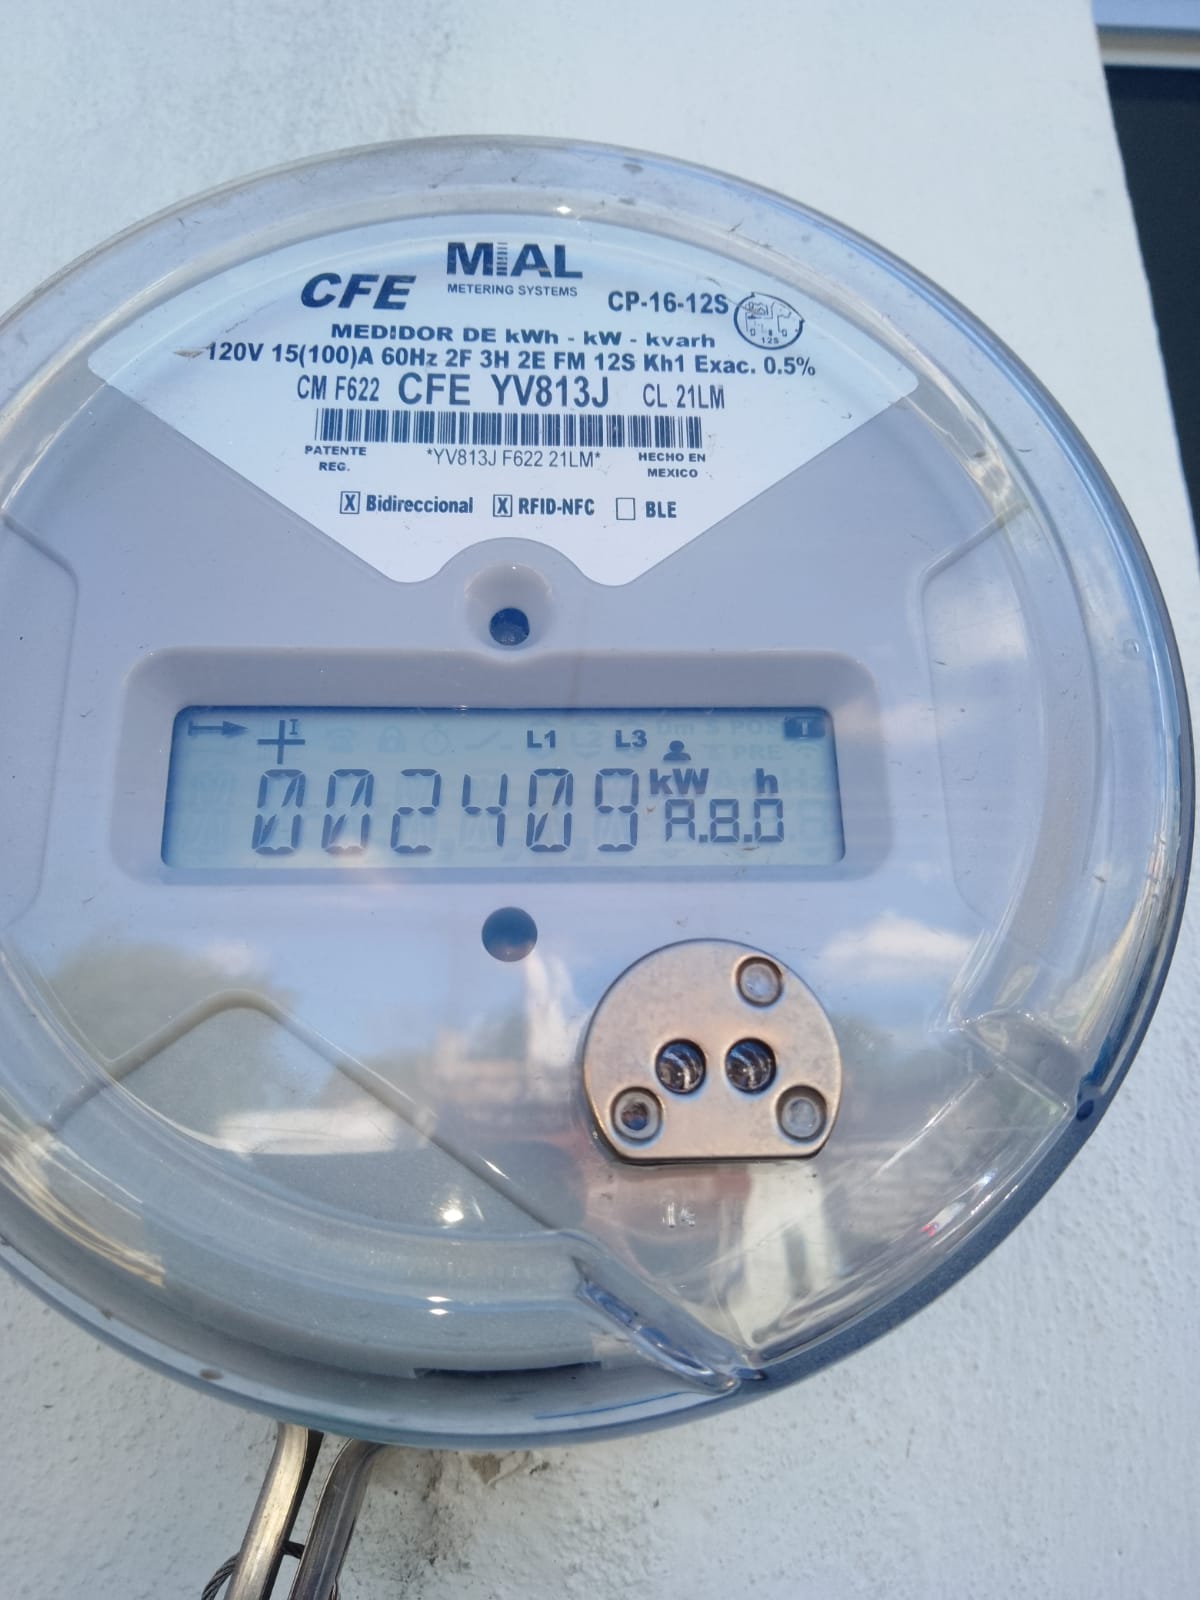 MIAL
METERING SYSTEMS
CFE
CP-16-12S
12S
MEDIDOR DE kWh - kW - kvarh
120V 15(100)A 60Hz 2F 3H 2E FM 12S Kh1 Exac. 0.5%
CM F622 CFE YV813J CL 21LM
PATENTE REG.
*YV813J F622 21LM*
HECHO EN MEXICO
X Bidireccional X RFID-NFC BLE
I L1 L3 T
002409 kW h
A.8.0